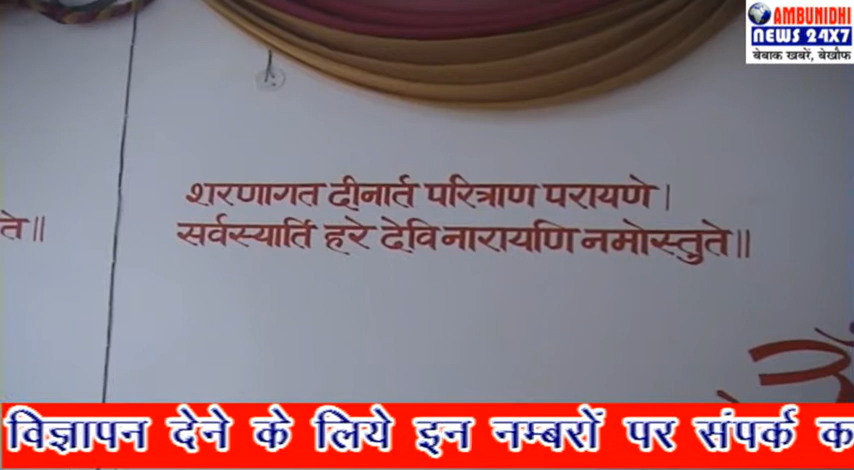 AMBUNIDHI
NEWS 24X7
बेबाक खबरें, बेखौफ
शरणागत दीनार्त परित्राण परायणे।
सर्वस्यार्ति हरे देवि नारायणि नमोस्तुते॥
ते॥
विज्ञापन देने के लिये इन नम्बरों पर संपर्क क